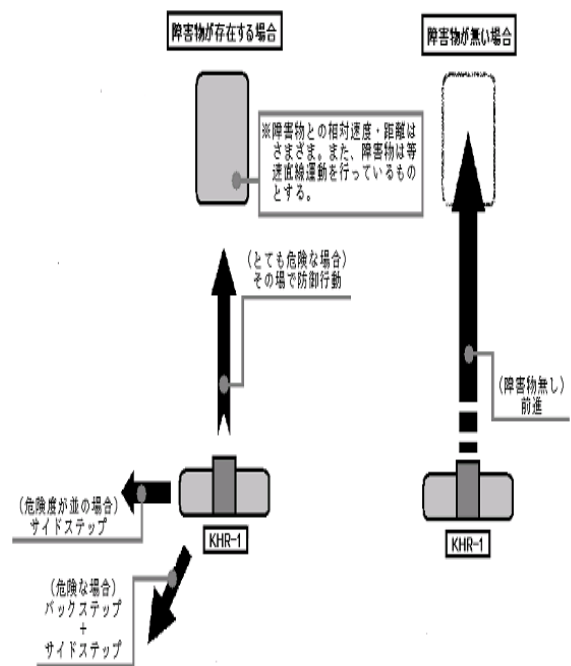 障害物が存在する場合
障害物が無い場合
※障害物との相対速度・距離は
さまざま。また、障害物は等
速直線運動を行っているもの
とする。
(とても危険な場合)
その場で防御行動
(障害物無し)
前進
(危険度が並の場合)
サイドステップ
KHR-1
KHR-1
(危険な場合)
バックステップ
+
サイドステップ